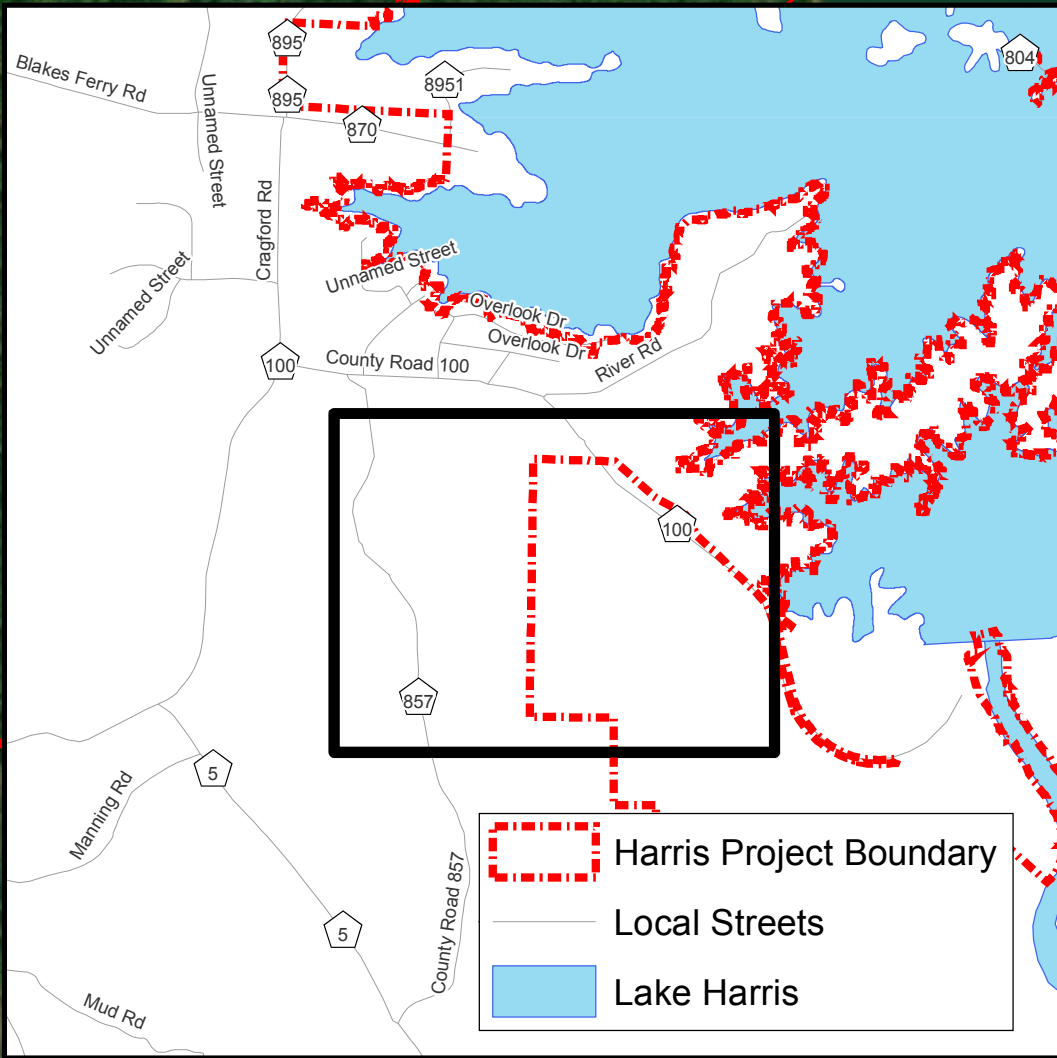 895
804
Blakes Ferry Rd
8951
Unnamed Street
895
870
Cragford Rd
Unnamed Street
Unnamed Street
Overlook Dr
Overlook Dr
River Rd
County Road 100
100
100
857
5
Manning Rd
County Road 857
5
Mud Rd
Harris Project Boundary
Local Streets
Lake Harris